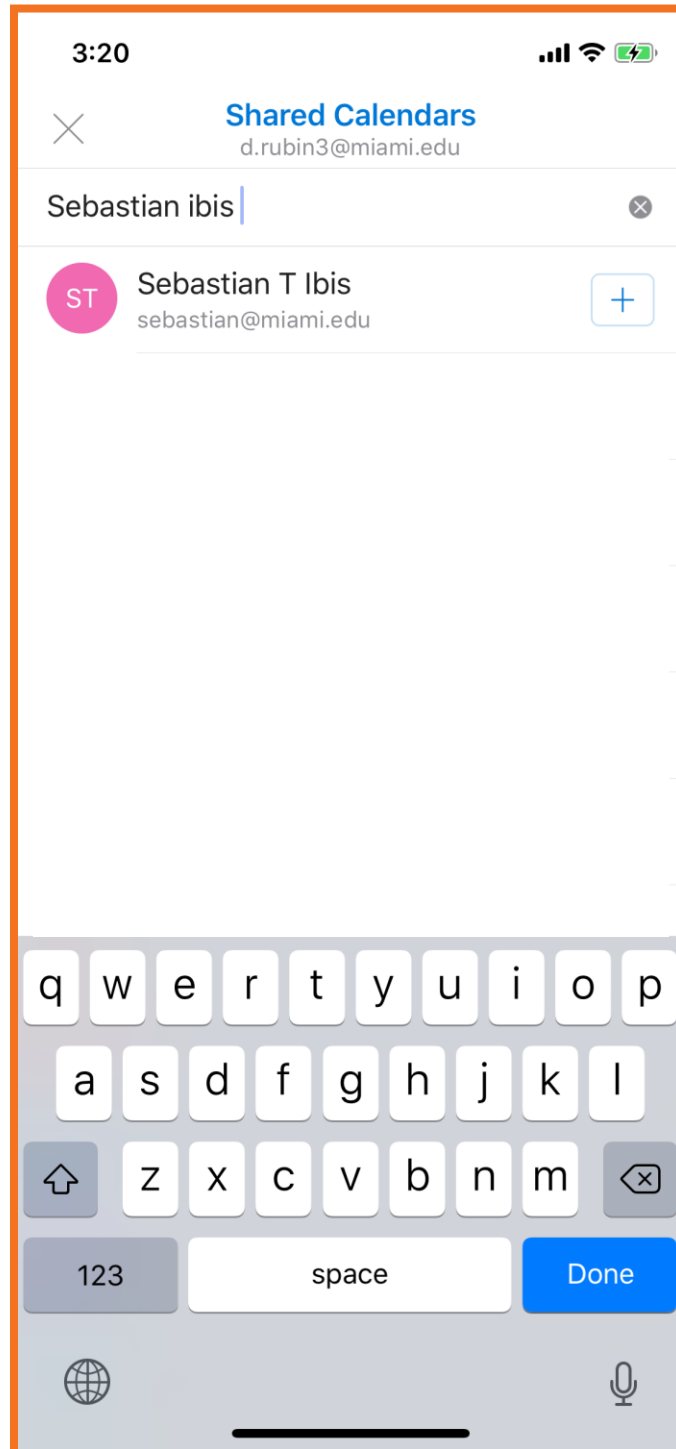 3:20
Shared Calendars
d.rubin3@miami.edu
Sebastian ibis
ST
Sebastian T Ibis
sebastian@miami.edu
q w e r t y u i o p
a s d f g h j k l
z x c v b n m
123 space Done